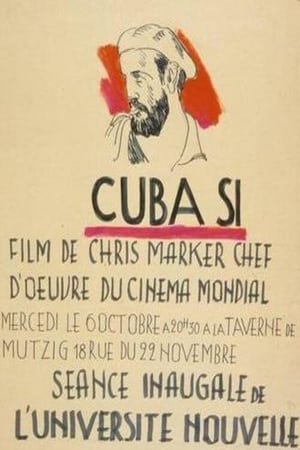 CUBA SI
FILM DE CHRIS MARKER CHEF
D'OEUVRE DU CINEMA MONDIAL
MERCEDI LE 6 OCTOBRE A 20H30 A LA TAVERNE DE
MUTZIG 18 RUE DU 22 NOVEMBRE
SEANCE INAUGALE DE
L'UNIVERSITE NOUVELLE